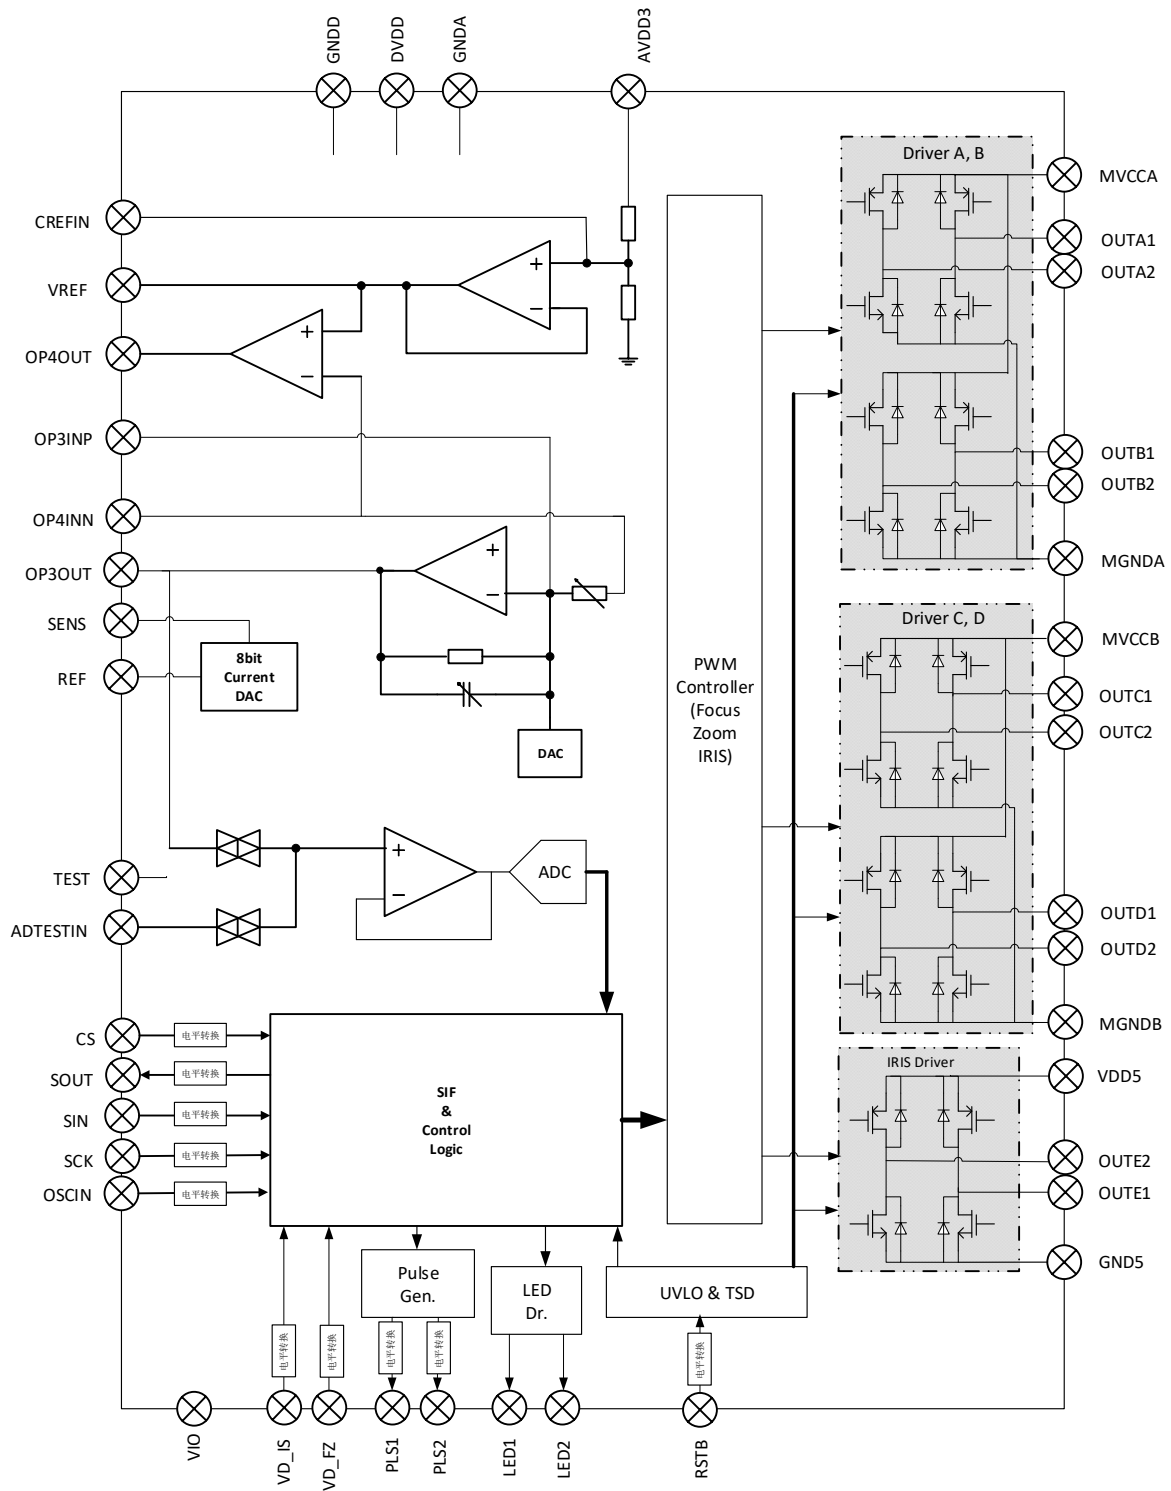 GNDD
DVDD
GNDA
AVDD3
Driver A, B
MVCCA
CREFIN
OUTA1
+
OUTA2
VREF
−
+
OP4OUT
−
OP3INP
OUTB1
OUTB2
OP4INN
+
MGNDA
OP3OUT
−
SENS
Driver C, D
MVCCB
8bit
Current
DAC
REF
PWM
Controller
(Focus
Zoom
IRIS)
OUTC1
OUTC2
DAC
+
ADC
TEST
−
OUTD1
ADTESTIN
OUTD2
CS
电平转换
MGNDB
IRIS Driver
SOUT
电平转换
VDD5
SIF
&
Control
Logic
SIN
电平转换
SCK
电平转换
OUTE2
OSCIN
电平转换
OUTE1
Pulse
Gen.
LED
Dr.
UVLO & TSD
GND5
电平转换
电平转换
电平转换
电平转换
电平转换
VIO
VD_IS
VD_FZ
PLS1
PLS2
LED1
LED2
RSTB